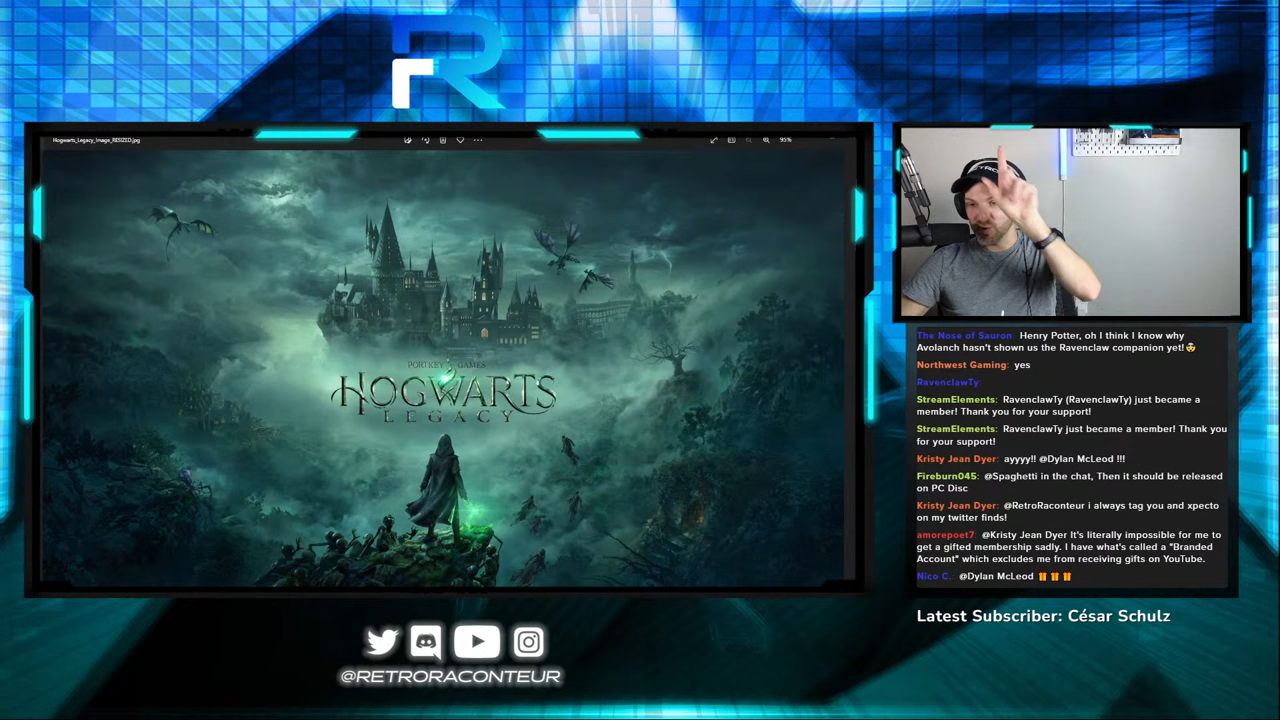 Hogwarts_Legacy_Image_RESIZED.jpg
95%
PORTKEY GAMES
HOGWARTS
LEGACY
The Nose of Sauron: Henry Potter, oh I think I know why
Avolanch hasn't shown us the Ravenclaw companion yet!🤯
Northwest Gaming: yes
RavenclawTy:
StreamElements: RavenclawTy (RavenclawTy) just became a
member! Thank you for your support!
StreamElements: RavenclawTy just became a member! Thank you
for your support!
Kristy Jean Dyer: ayyyy!! @Dylan McLeod !!!
Fireburn045: @Spaghetti in the chat, Then it should be released
on PC Disc
Kristy Jean Dyer: @RetroRaconteur i always tag you and xpecto
on my twitter finds!
amorepoet7: @Kristy Jean Dyer It's literally impossible for me to
get a gifted membership sadly. I have what's called a "Branded
Account" which excludes me from receiving gifts on YouTube.
Nico C.: @Dylan McLeod 🎁🎁🎁
Latest Subscriber: César Schulz
@RETRORACONTEUR